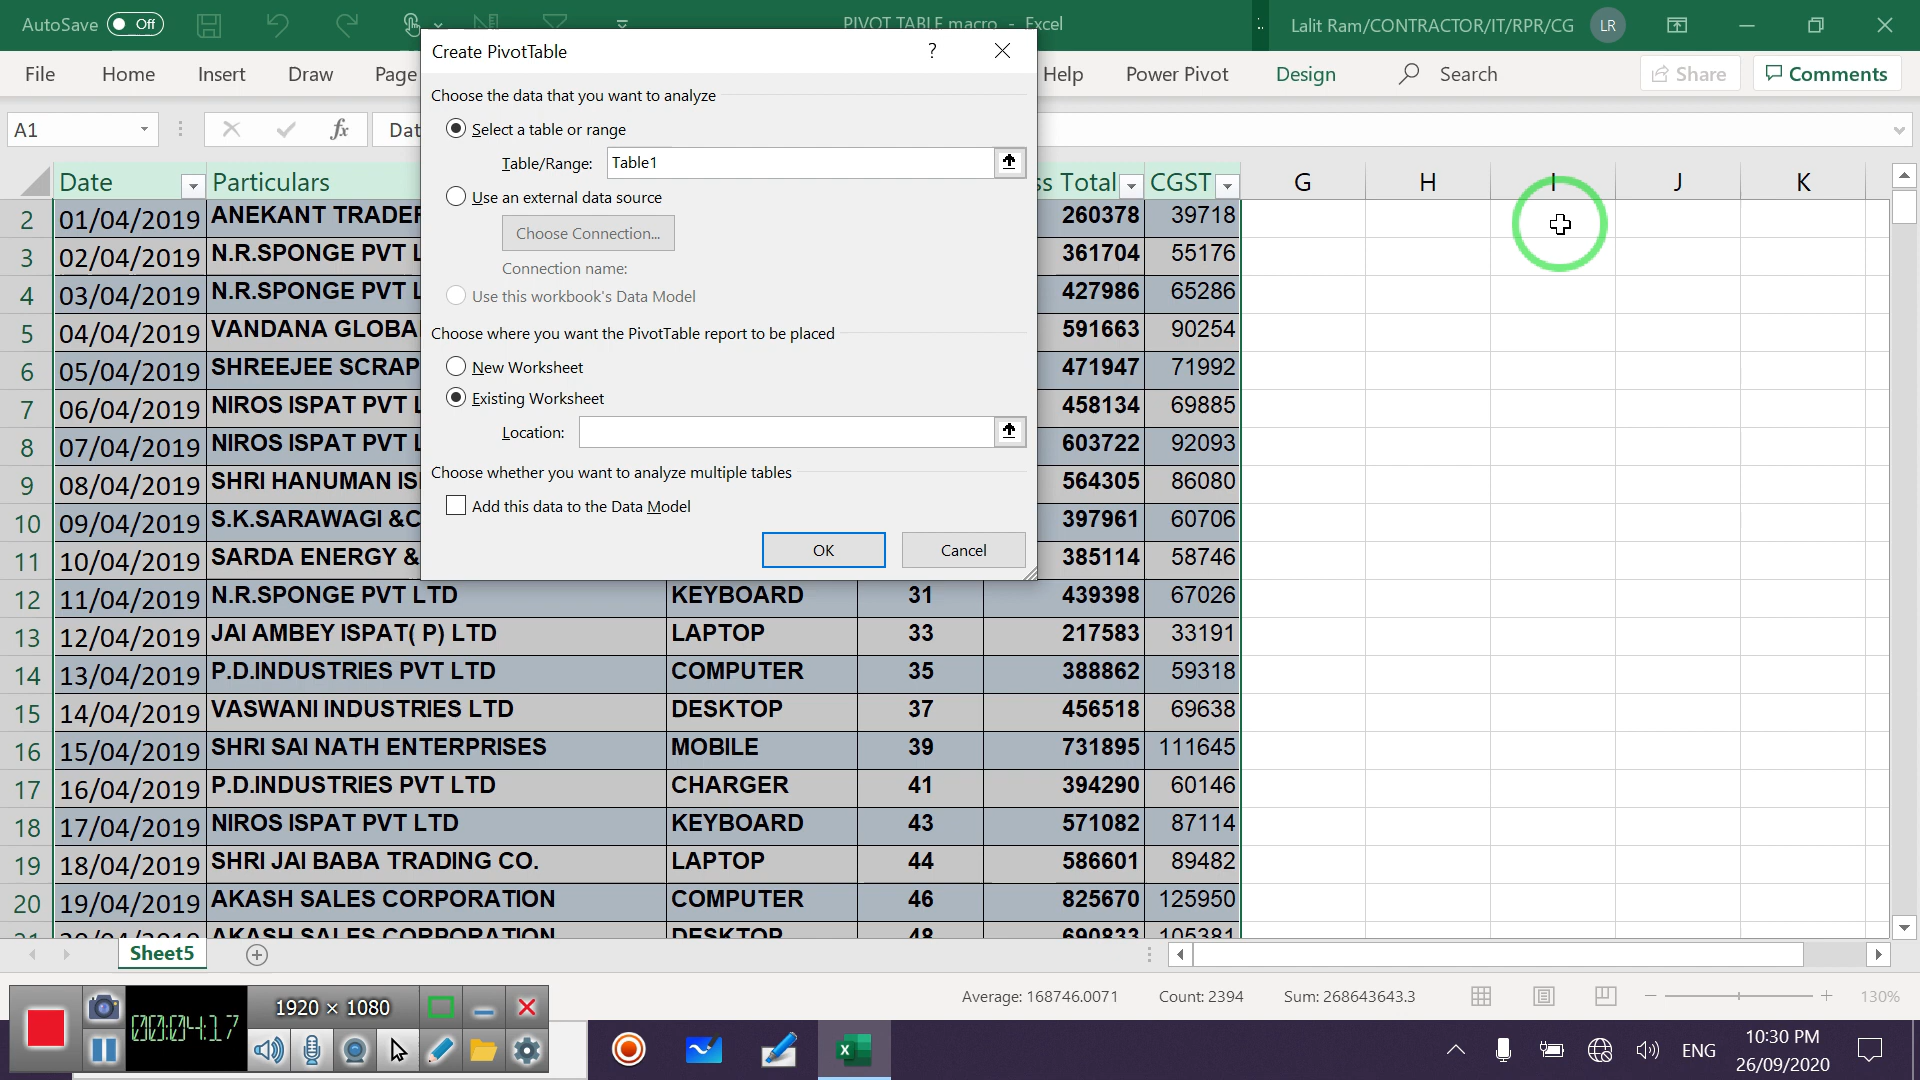 AutoSave Off PIVOT TABLE macro - Excel Lalit Ram/CONTRACTOR/IT/RPR/CG LR
File Home Insert Draw Page Help Power Pivot Design Search Share Comments
Create PivotTable ?
Choose the data that you want to analyze
Select a table or range
Table/Range: Table1
Use an external data source
Choose Connection...
Connection name:
Use this workbook's Data Model
Choose where you want the PivotTable report to be placed
New Worksheet
Existing Worksheet
Location:
Choose whether you want to analyze multiple tables
Add this data to the Data Model
OK Cancel
A1 fx Dat
Date Particulars ss Total CGST G H I J K
2 01/04/2019 ANEKANT TRADER 260378 39718
3 02/04/2019 N.R.SPONGE PVT L 361704 55176
4 03/04/2019 N.R.SPONGE PVT L 427986 65286
5 04/04/2019 VANDANA GLOBA 591663 90254
6 05/04/2019 SHREEJEE SCRAP 471947 71992
7 06/04/2019 NIROS ISPAT PVT L 458134 69885
8 07/04/2019 NIROS ISPAT PVT L 603722 92093
9 08/04/2019 SHRI HANUMAN IS 564305 86080
10 09/04/2019 S.K.SARAWAGI &C 397961 60706
11 10/04/2019 SARDA ENERGY & 385114 58746
12 11/04/2019 N.R.SPONGE PVT LTD KEYBOARD 31 439398 67026
13 12/04/2019 JAI AMBEY ISPAT( P) LTD LAPTOP 33 217583 33191
14 13/04/2019 P.D.INDUSTRIES PVT LTD COMPUTER 35 388862 59318
15 14/04/2019 VASWANI INDUSTRIES LTD DESKTOP 37 456518 69638
16 15/04/2019 SHRI SAI NATH ENTERPRISES MOBILE 39 731895 111645
17 16/04/2019 P.D.INDUSTRIES PVT LTD CHARGER 41 394290 60146
18 17/04/2019 NIROS ISPAT PVT LTD KEYBOARD 43 571082 87114
19 18/04/2019 SHRI JAI BABA TRADING CO. LAPTOP 44 586601 89482
20 19/04/2019 AKASH SALES CORPORATION COMPUTER 46 825670 125950
21 20/04/2019 AKASH SALES CORPORATION DESKTOP 48 690833 105381
Sheet5
Average: 168746.0071 Count: 2394 Sum: 268643643.3 130%
1920 × 1080
00:04:17
ENG 10:30 PM
26/09/2020